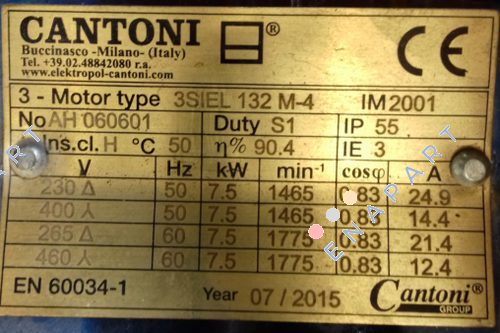 CANTONI ®
Buccinasco -Milano- (Italy)
Tel. +39.02.48842080 r.a.
www.elektropol-cantoni.com
CE
3 - Motor type 3SIEL 132 M-4 IM 2001
No AH 060601 Duty S1 IP 55
Ins.cl. H °C 50 η% 90.4 IE 3
V Hz kW min⁻¹ cosφ A
230 Δ 50 7.5 1465 0.83 24.9
400 ⅄ 50 7.5 1465 0.83 14.4
265 Δ 60 7.5 1775 0.83 21.4
460 ⅄ 60 7.5 1775 0.83 12.4
EN 60034-1 Year 07 / 2015 Cantoni®
GROUP
ENAPART